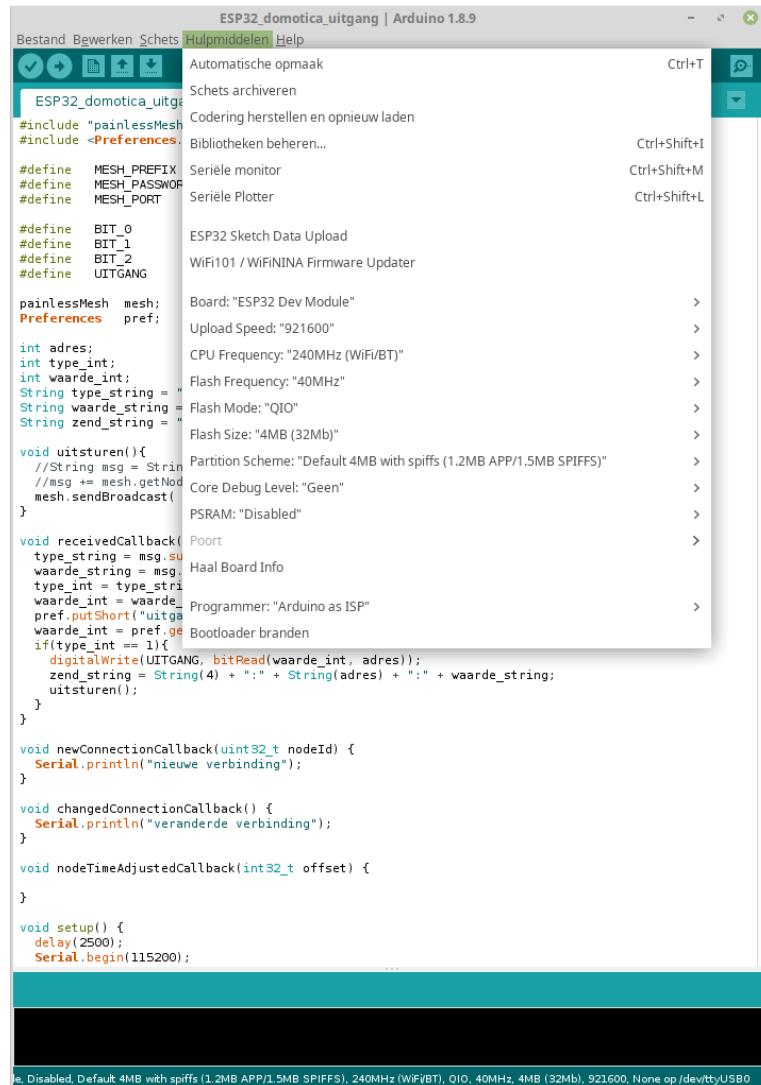 ESP32_domotica_uitgang | Arduino 1.8.9
Bestand Bewerken Schets Hulpmiddelen Help
Automatische opmaak Ctrl+T
Schets archiveren
Codering herstellen en opnieuw laden
Bibliotheken beheren... Ctrl+Shift+I
Seriële monitor Ctrl+Shift+M
Seriële Plotter Ctrl+Shift+L
ESP32 Sketch Data Upload
WiFi101 / WiFiNINA Firmware Updater
Board: "ESP32 Dev Module"
Upload Speed: "921600"
CPU Frequency: "240MHz (WiFi/BT)"
Flash Frequency: "40MHz"
Flash Mode: "QIO"
Flash Size: "4MB (32Mb)"
Partition Scheme: "Default 4MB with spiffs (1.2MB APP/1.5MB SPIFFS)"
Core Debug Level: "Geen"
PSRAM: "Disabled"
Poort
Haal Board Info
Programmer: "Arduino as ISP"
Bootloader branden
ESP32_domotica_uitga
#include "painlessMesh
#include <Preferences.
#define MESH_PREFIX
#define MESH_PASSWOR
#define MESH_PORT
#define BIT_0
#define BIT_1
#define BIT_2
#define UITGANG
painlessMesh mesh;
Preferences pref;
int adres;
int type_int;
int waarde_int;
String type_string = "
String waarde_string =
String zend_string = "
void uitsturen(){
//String msg = Strin
//msg += mesh.getNod
mesh.sendBroadcast(
}
void receivedCallback(
type_string = msg.su
waarde_string = msg.
type_int = type_stri
waarde_int = waarde_
pref.putShort("uitga
waarde_int = pref.ge
if(type_int == 1){
digitalWrite(UITGANG, bitRead(waarde_int, adres));
zend_string = String(4) + ":" + String(adres) + ":" + waarde_string;
uitsturen();
}
}
void newConnectionCallback(uint32_t nodeId) {
Serial.println("nieuwe verbinding");
}
void changedConnectionCallback() {
Serial.println("veranderde verbinding");
}
void nodeTimeAdjustedCallback(int32_t offset) {
}
void setup() {
delay(2500);
Serial.begin(115200);
le, Disabled, Default 4MB with spiffs (1.2MB APP/1.5MB SPIFFS), 240MHz (WiFi/BT), QIO, 40MHz, 4MB (32Mb), 921600, None op /dev/ttyUSB0